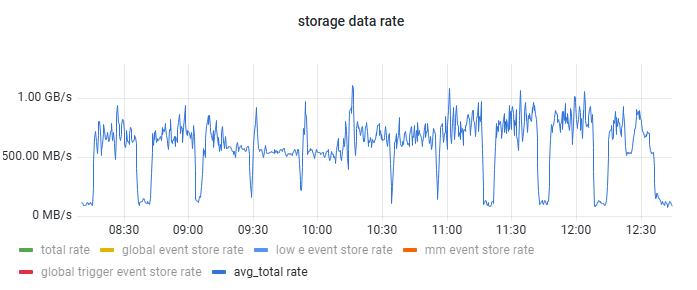 storage data rate
1.00 GB/s
500.00 MB/s
0 MB/s
08:30 09:00 09:30 10:00 10:30 11:00 11:30 12:00 12:30
total rate global event store rate low e event store rate mm event store rate
global trigger event store rate avg_total rate